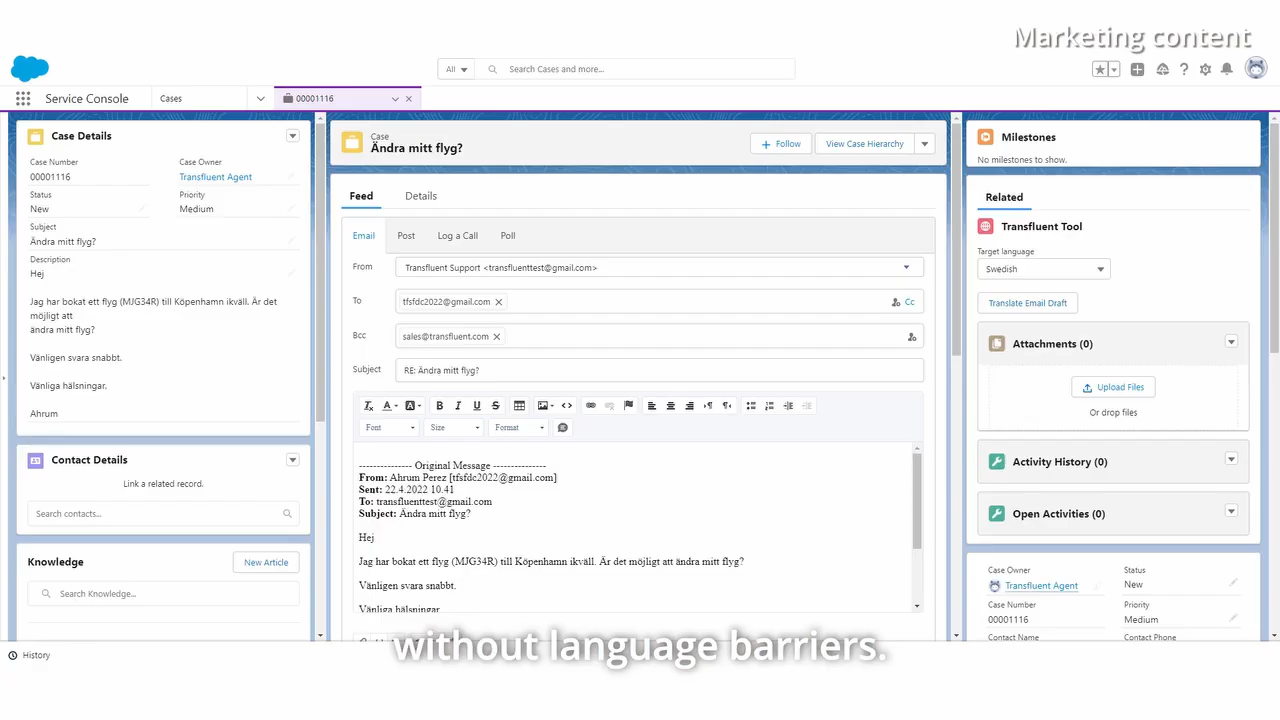 Marketing content
All
Search Cases and more...
Service Console
Cases
00001116
Case Details
Case Number
Case Owner
00001116
Transfluent Agent
Status
Priority
New
Medium
Subject
Ändra mitt flyg?
Description
Hej
Jag har bokat ett flyg (MJG34R) till Köpenhamn ikväll. Är det
möjligt att
ändra mitt flyg?
Vänligen svara snabbt.
Vänliga hälsningar,
Ahrum
Contact Details
Link a related record.
Search contacts...
Knowledge
New Article
Search Knowledge...
History
Case
Ändra mitt flyg?
Follow
View Case Hierarchy
Feed
Details
Email
Post
Log a Call
Poll
From
Transfluent Support <transfluenttest@gmail.com>
To
tfsfdc2022@gmail.com
Cc
Bcc
sales@transfluent.com
Subject
RE: Ändra mitt flyg?
Font
Size
Format
--------------- Original Message ---------------
From: Ahrum Perez [tfsfdc2022@gmail.com]
Sent: 22.4.2022 10.41
To: transfluenttest@gmail.com
Subject: Ändra mitt flyg?
Hej
Jag har bokat ett flyg (MJG34R) till Köpenhamn ikväll. Är det möjligt att ändra mitt flyg?
Vänligen svara snabbt.
Vänliga hälsningar
without language barriers.
Milestones
No milestones to show.
Related
Transfluent Tool
Target language
Swedish
Translate Email Draft
Attachments (0)
Upload Files
Or drop files
Activity History (0)
Open Activities (0)
Case Owner
Status
Transfluent Agent
New
Case Number
Priority
00001116
Medium
Contact Name
Contact Phone